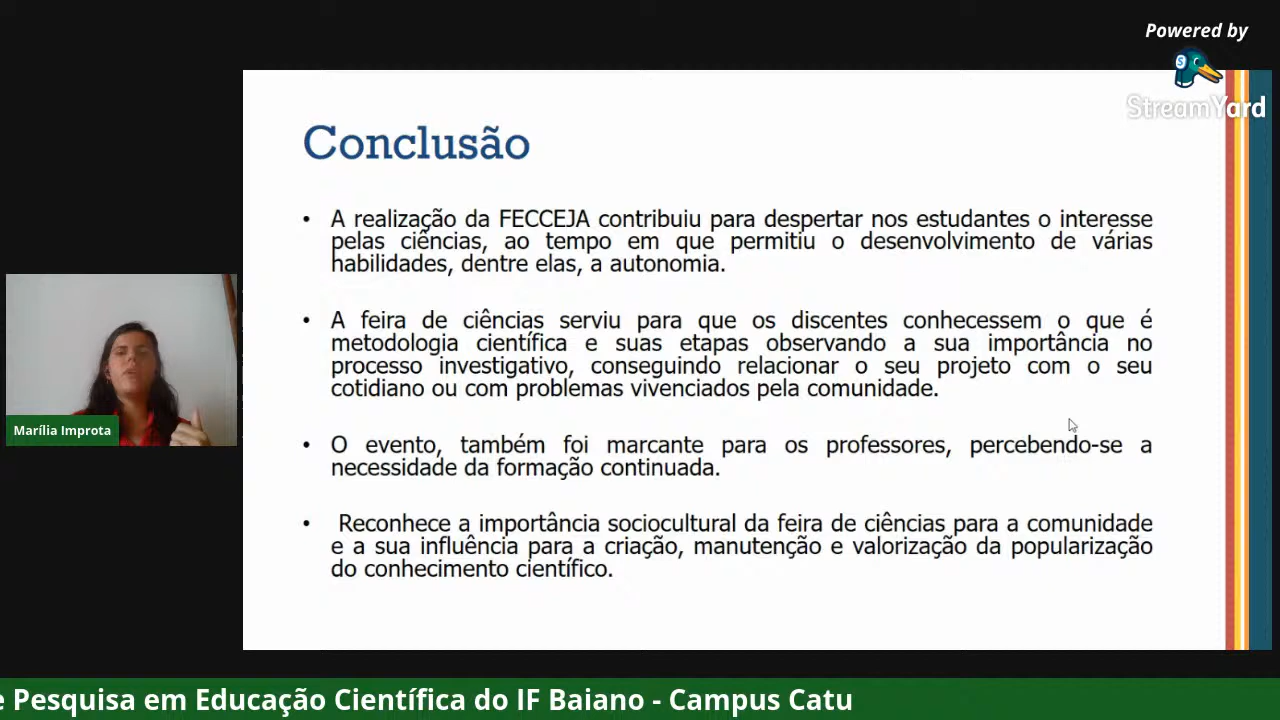 Powered by
StreamYard
Conclusão
• A realização da FECCEJA contribuiu para despertar nos estudantes o interesse
pelas ciências, ao tempo em que permitiu o desenvolvimento de várias
habilidades, dentre elas, a autonomia.
• A feira de ciências serviu para que os discentes conhecessem o que é
metodologia científica e suas etapas observando a sua importância no
processo investigativo, conseguindo relacionar o seu projeto com o seu
cotidiano ou com problemas vivenciados pela comunidade.
• O evento, também foi marcante para os professores, percebendo-se a
necessidade da formação continuada.
• Reconhece a importância sociocultural da feira de ciências para a comunidade
e a sua influência para a criação, manutenção e valorização da popularização
do conhecimento científico.
Marília Improta
e Pesquisa em Educação Científica do IF Baiano - Campus Catu